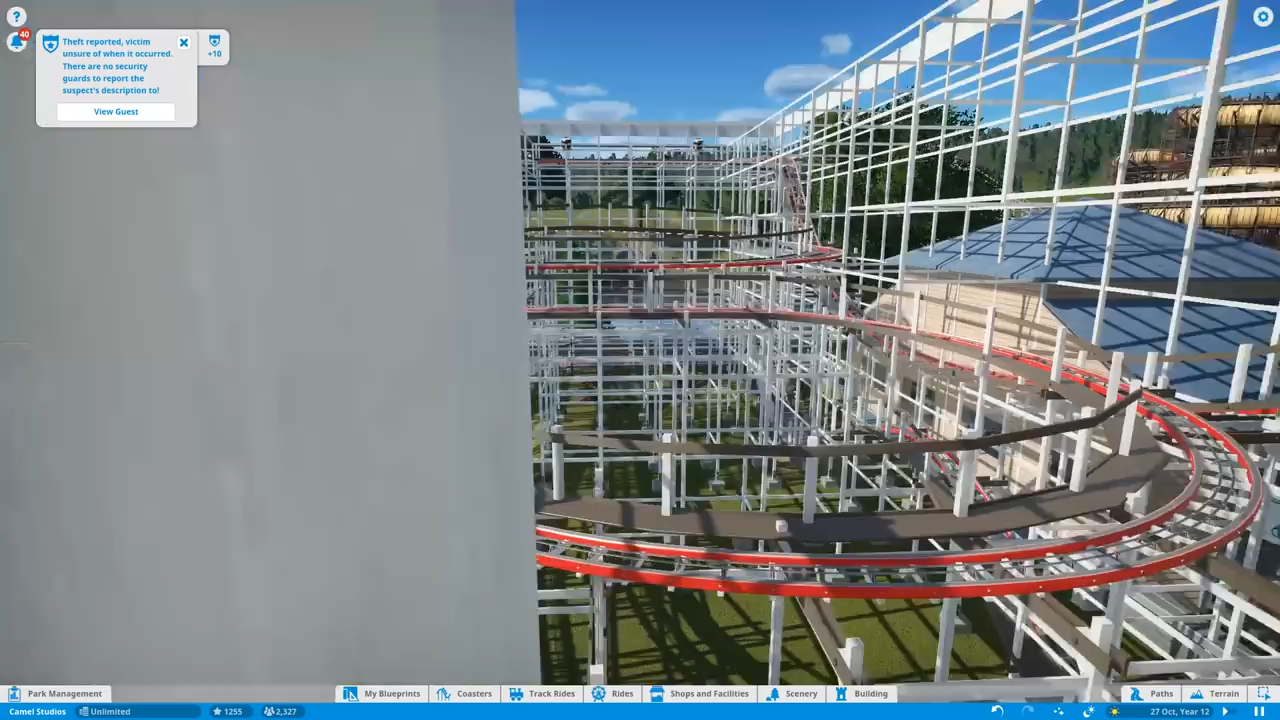 ?
40
Theft reported, victim
unsure of when it occurred.
There are no security
guards to report the
suspect's description to!
+10
View Guest
Park Management
My Blueprints
Coasters
Track Rides
Rides
Shops and Facilities
Scenery
Building
Paths
Terrain
Camel Studios
Unlimited
1255
2,327
27 Oct, Year 12